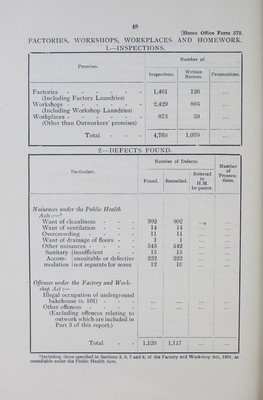 48
[Home Office Form 572.
FACTORIES, WORKSHOPS, WORKPLACES AND HOMEWORK.
1.—INSPECTIONS.
Premises.
Number of
Inspections.
Written Notices.
Prosecutions.
Factories - - - - - - 1,461 126 ...
(Including Factory Laundries)
Workshops - - - - - 2,429 885 ...
(Including Workshop Laundries)
Workplaces - - - - - 873 59 ...
(Other than Outworkers' premises)
Total - - 4,763 1,070 ...
2.—DEFECTS FOUND.
Particulars.
Number of Defects.
Number of Prosecutions.
Found.
Remedied.
Referred to H.M. Inspector.
Nuisances under the Public Health
Acts :—*
Want of cleanliness - - - 302 302 ...
Want of ventilation - - - 14 14 ... ...
Overcrowding - - - - 11 11 ... ...
Want of drainage of floors - - 1 1 ... ...
Other nuisances - - - 543 542 ... ...
Sanitary insufficient - - 15 15 ... ...
Accom- unsuitable or defective 222 222 ... ...
modation not separate for sexes 12 10 ... ...
Offences under the Factory and Work-
shop Act :—
Illegal occupation of underground
bakehouse (s. 101) - - - ... ... ... ...
Other offences - - - ... ... ... ...
(Excluding offences relating to
outwork which are included in
Part 3 of this report.)
Total - - 1,120 1,117 ... ...
*Including those specified in Sections 2, 3, 7 and 8, of the Factory and Workshop Act, 1901, as
remediable under the Public Health Acts.